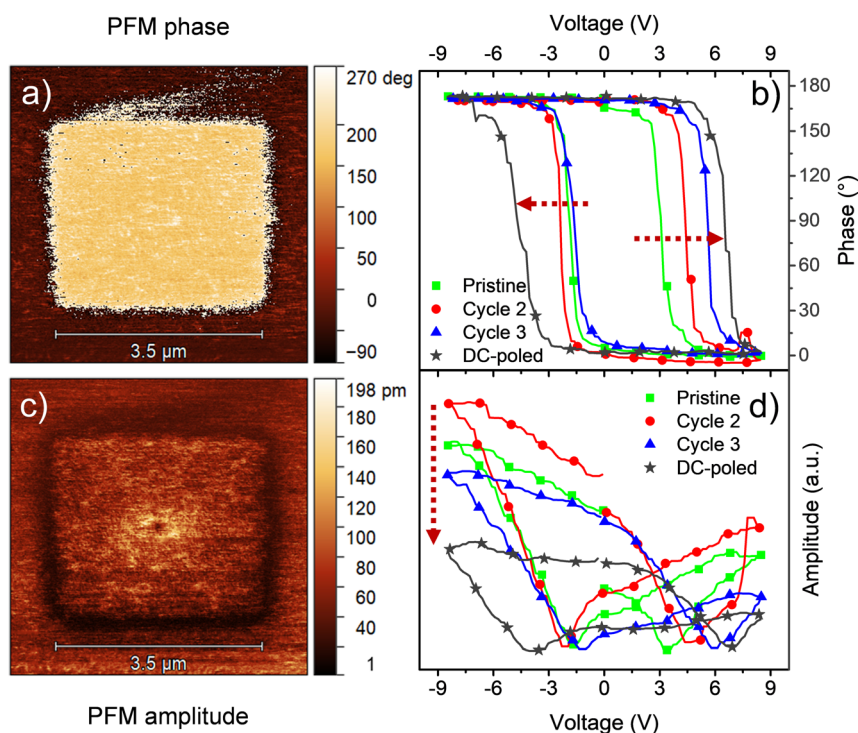 PFM phase
a)
270 deg
200
150
100
50
0
−90
3.5 µm
c)
198 pm
180
160
140
120
100
80
60
40
1
3.5 µm
PFM amplitude
Voltage (V)
-9 -6 -3 0 3 6 9
b)
180
150
120
90
60
30
0
Phase (°)
Pristine
Cycle 2
Cycle 3
DC-poled
d)
Pristine
Cycle 2
Cycle 3
DC-poled
Amplitude (a.u.)
-9 -6 -3 0 3 6 9
Voltage (V)